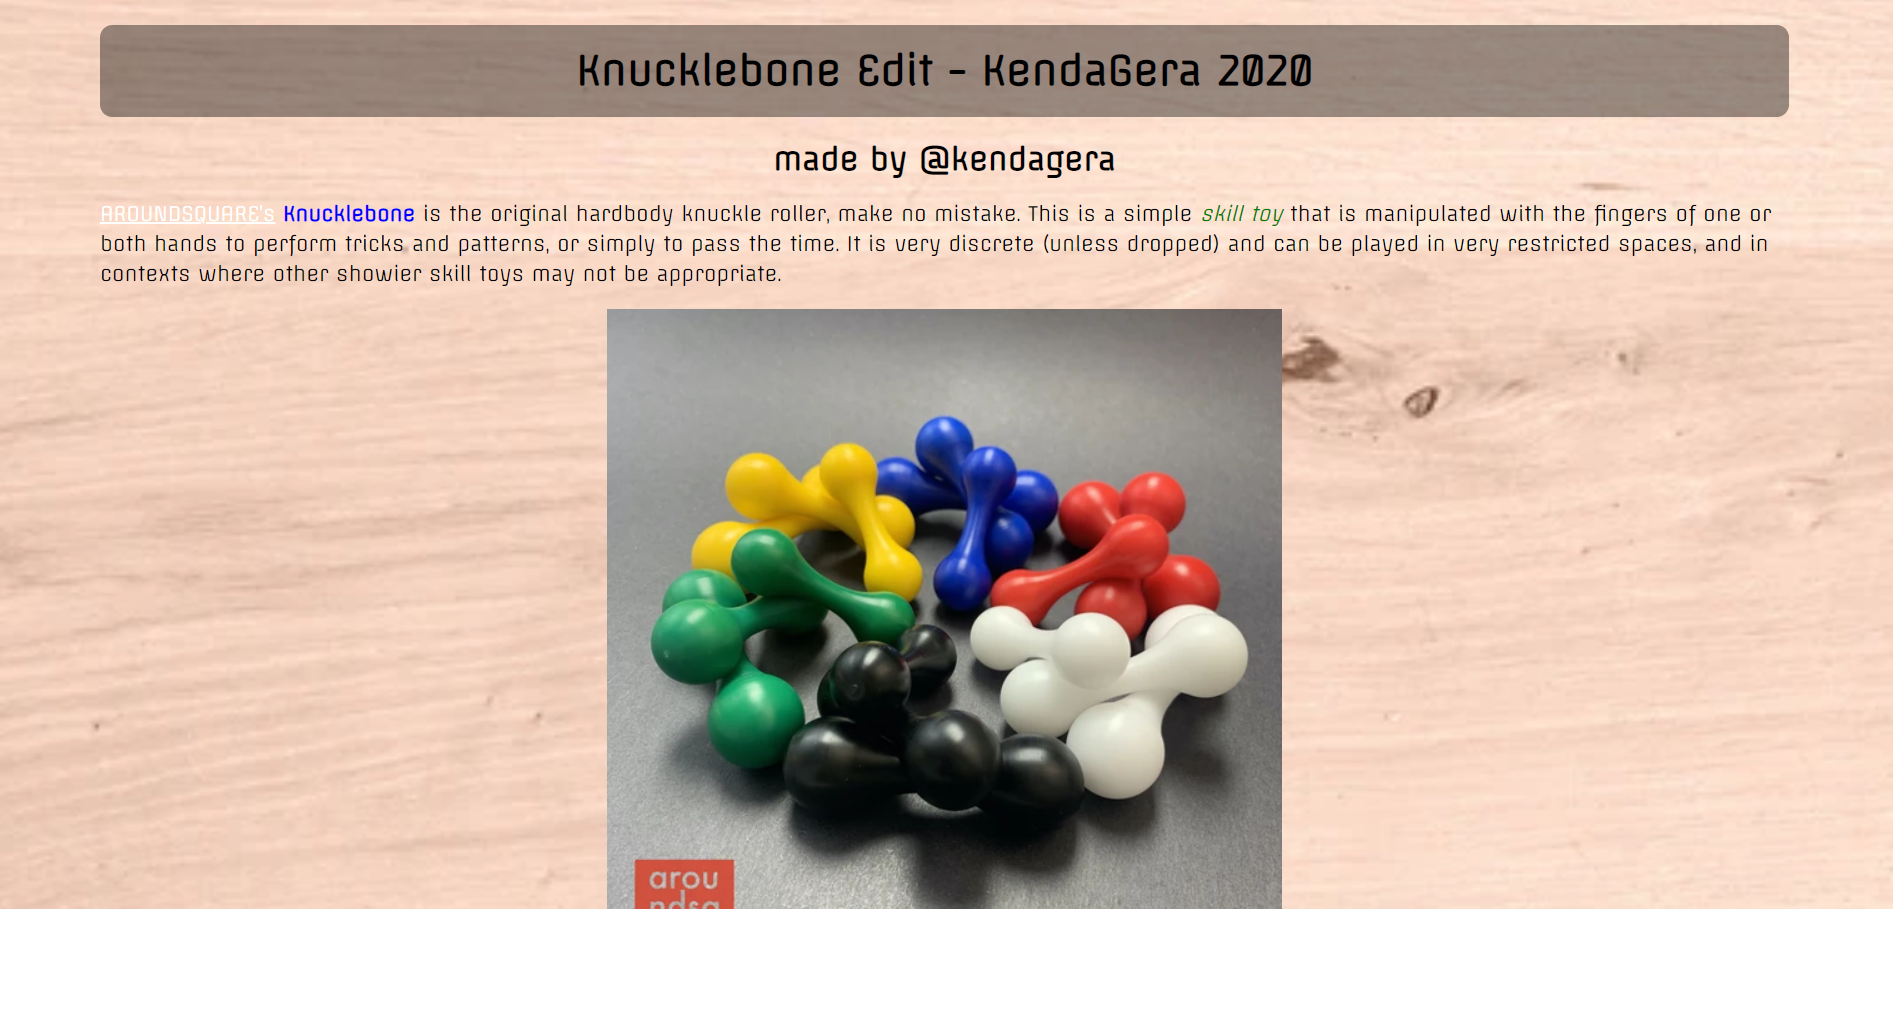 Knucklebone Edit - KendaGera 2020
made by @kendagera
AROUNDSQUARE's Knucklebone is the original hardbody knuckle roller, make no mistake. This is a simple skill toy that is manipulated with the fingers of one or
both hands to perform tricks and patterns, or simply to pass the time. It is very discrete (unless dropped) and can be played in very restricted spaces, and in
contexts where other showier skill toys may not be appropriate.
arou